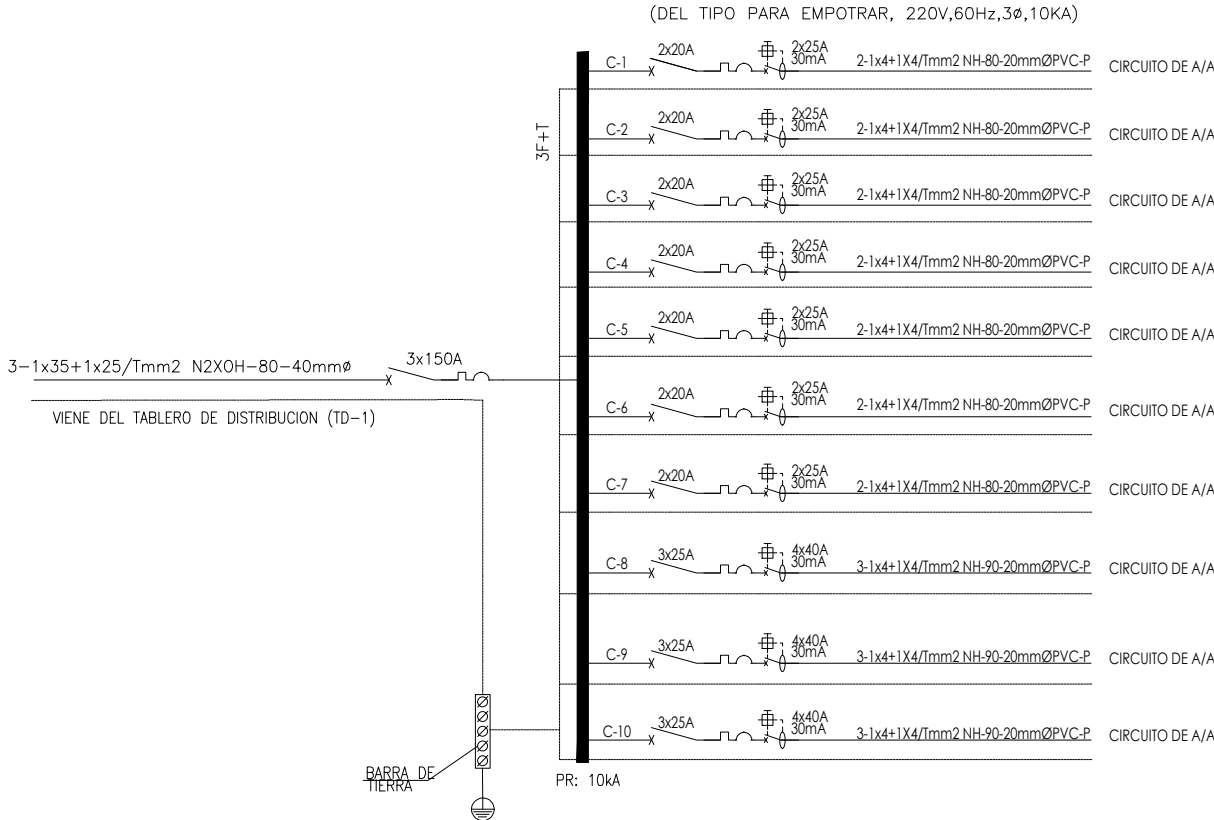 (DEL TIPO PARA EMPOTRAR, 220V,60Hz,3ø,10KA)
C-1 2x20A 2x25A 30mA 2-1x4+1X4/Tmm2 NH-80-20mmØPVC-P CIRCUITO DE A/A
C-2 2x20A 2x25A 30mA 2-1x4+1X4/Tmm2 NH-80-20mmØPVC-P CIRCUITO DE A/A
3F+T
C-3 2x20A 2x25A 30mA 2-1x4+1X4/Tmm2 NH-80-20mmØPVC-P CIRCUITO DE A/A
C-4 2x20A 2x25A 30mA 2-1x4+1X4/Tmm2 NH-80-20mmØPVC-P CIRCUITO DE A/A
C-5 2x20A 2x25A 30mA 2-1x4+1X4/Tmm2 NH-80-20mmØPVC-P CIRCUITO DE A/A
3-1x35+1x25/Tmm2 N2XOH-80-40mmø 3x150A
VIENE DEL TABLERO DE DISTRIBUCION (TD-1)
C-6 2x20A 2x25A 30mA 2-1x4+1X4/Tmm2 NH-80-20mmØPVC-P CIRCUITO DE A/A
C-7 2x20A 2x25A 30mA 2-1x4+1X4/Tmm2 NH-80-20mmØPVC-P CIRCUITO DE A/A
C-8 3x25A 4x40A 30mA 3-1x4+1X4/Tmm2 NH-90-20mmØPVC-P CIRCUITO DE A/A
C-9 3x25A 4x40A 30mA 3-1x4+1X4/Tmm2 NH-90-20mmØPVC-P CIRCUITO DE A/A
C-10 3x25A 4x40A 30mA 3-1x4+1X4/Tmm2 NH-90-20mmØPVC-P CIRCUITO DE A/A
BARRA DE
TIERRA
PR: 10kA